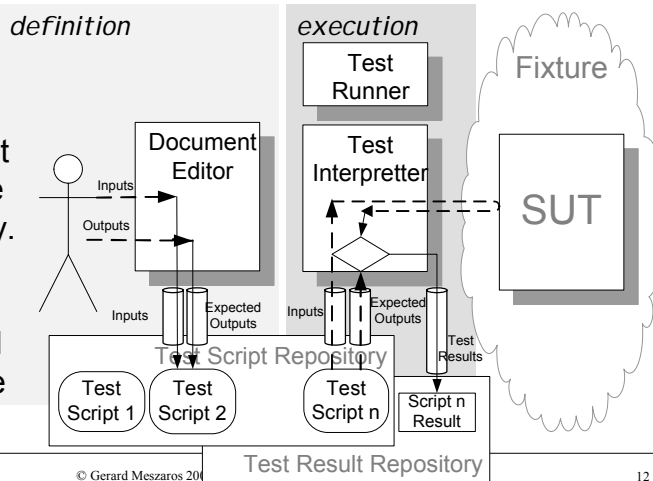 definition
execution
Test
Runner
Fixture
Document
Editor
Test
Interpretter
SUT
Inputs
Outputs
y.
Inputs
Expected
Outputs
Inputs
Expected
Outputs
Test
Results
Test Script Repository
Test
Script 1
Test
Script 2
Test
Script n
Script n
Result
Test Result Repository
© Gerard Meszaros 200
12